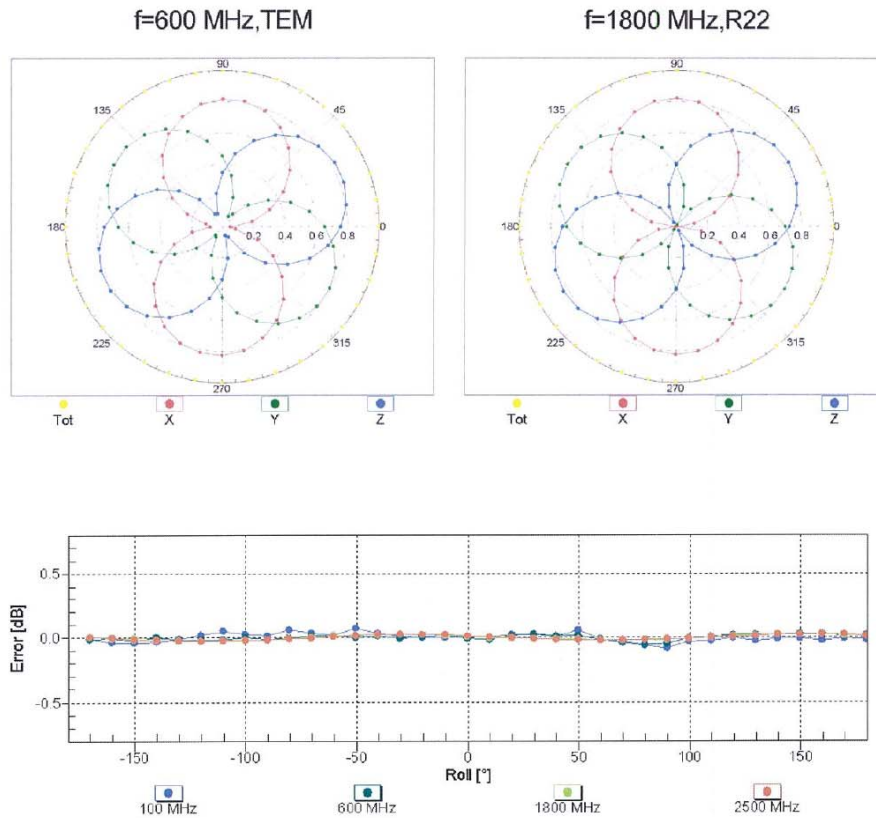 f=600 MHz,TEM
f=1800 MHz,R22
90
135
45
180
0.2 0.4 0.6 0.8
0
225
315
270
Tot
X
Y
Z
90
135
45
180
0.2 0.4 0.6 0.8
0
225
315
270
Tot
X
Y
Z
Error [dB]
0.5
0.0
-0.5
-150
-100
-50
0
50
100
150
Roll [°]
100 MHz
600 MHz
1800 MHz
2500 MHz